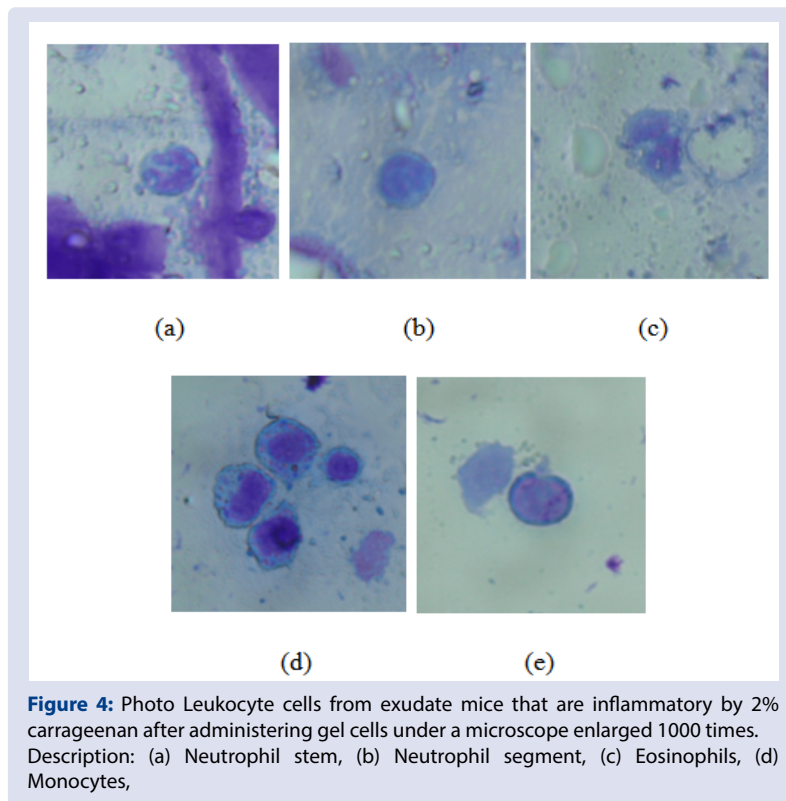 (a) (b) (c)
(d) (e)
Figure 4: Photo Leukocyte cells from exudate mice that are inflammatory by 2%
carrageenan after administering gel cells under a microscope enlarged 1000 times.
Description: (a) Neutrophil stem, (b) Neutrophil segment, (c) Eosinophils, (d)
Monocytes,